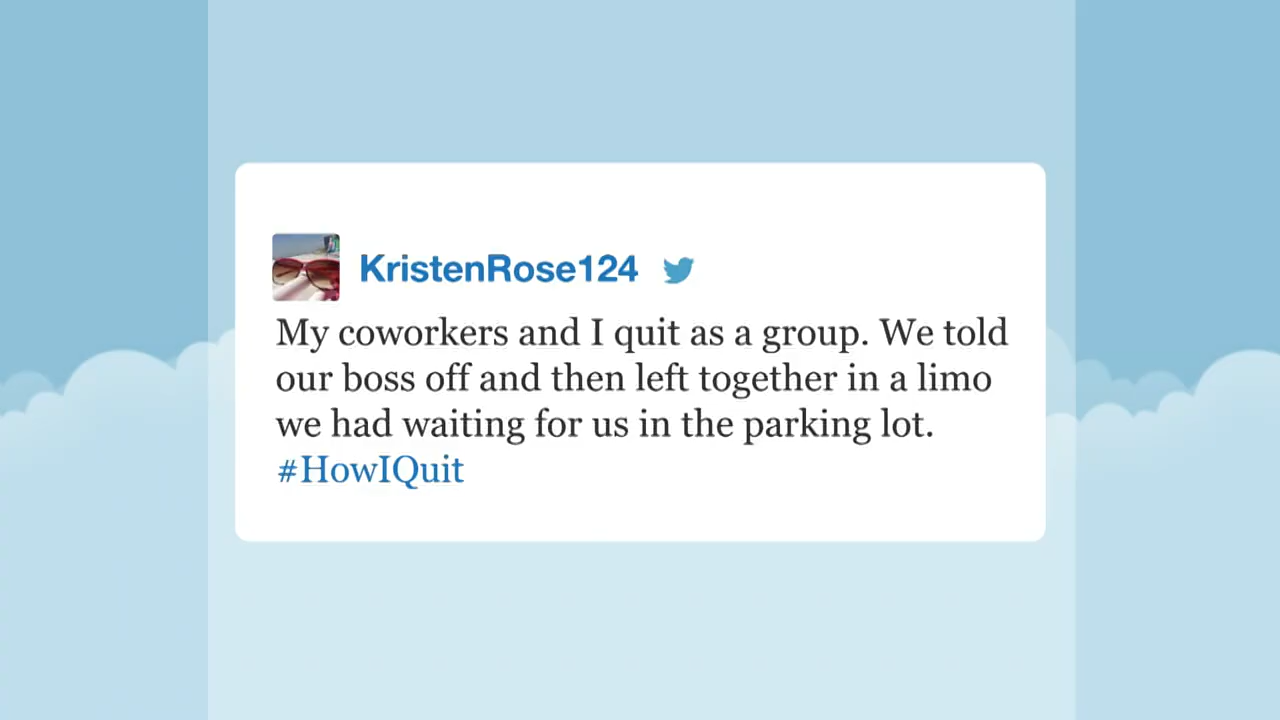 KristenRose124
My coworkers and I quit as a group. We told
our boss off and then left together in a limo
we had waiting for us in the parking lot.
#HowIQuit